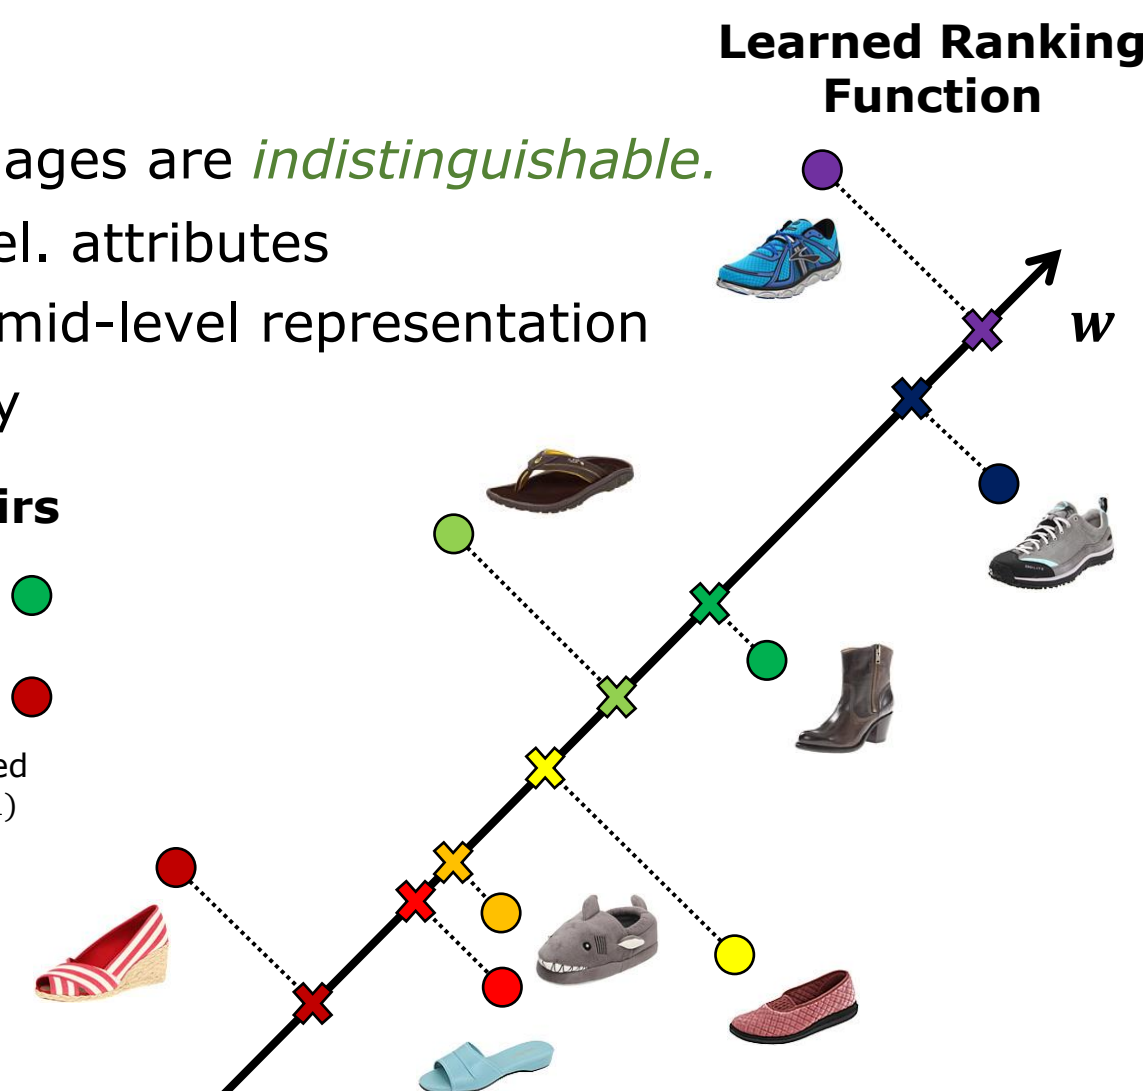 Learned Ranking
Function
ages are indistinguishable.
el. attributes
mid-level representation
y
w
irs
ed
)